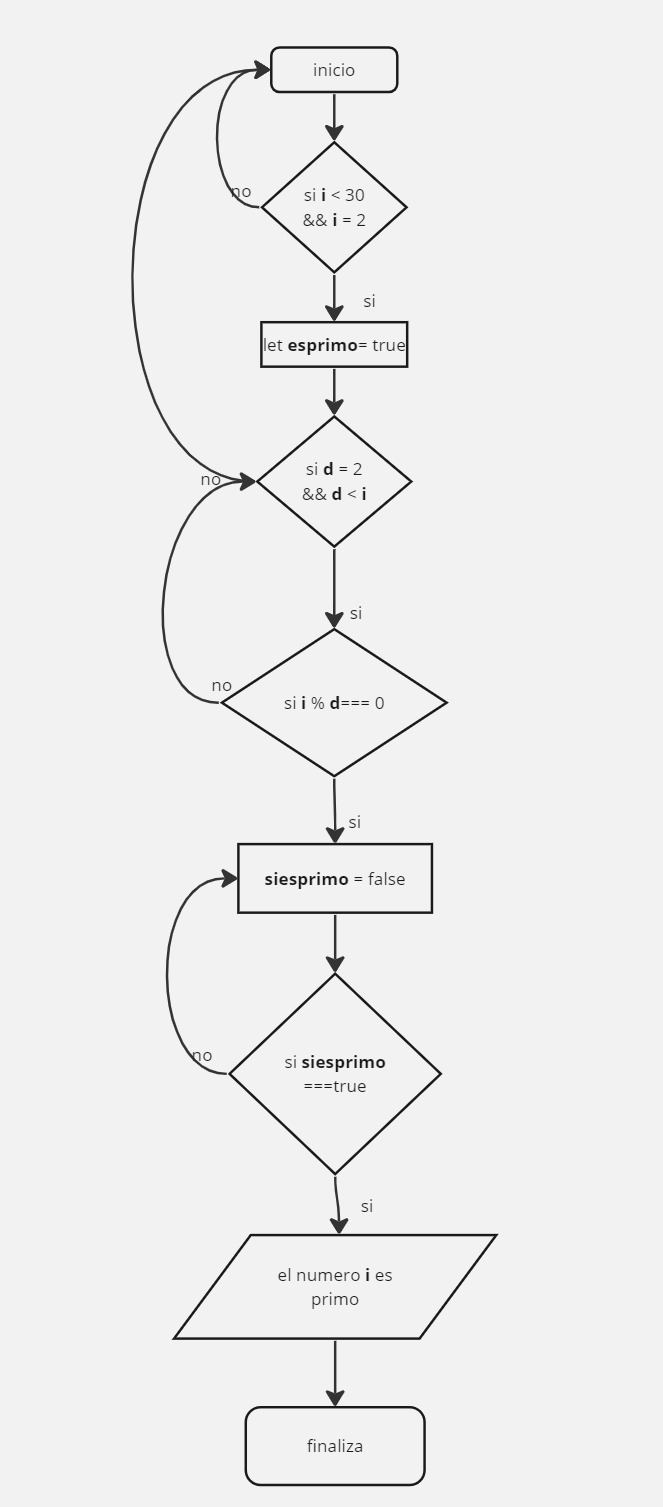 inicio
no
si i < 30
&& i = 2
si
let esprimo= true
si d = 2
&& d < i
no
si
no
si i % d=== 0
si
siesprimo = false
no
si siesprimo
===true
si
el numero i es
primo
finaliza